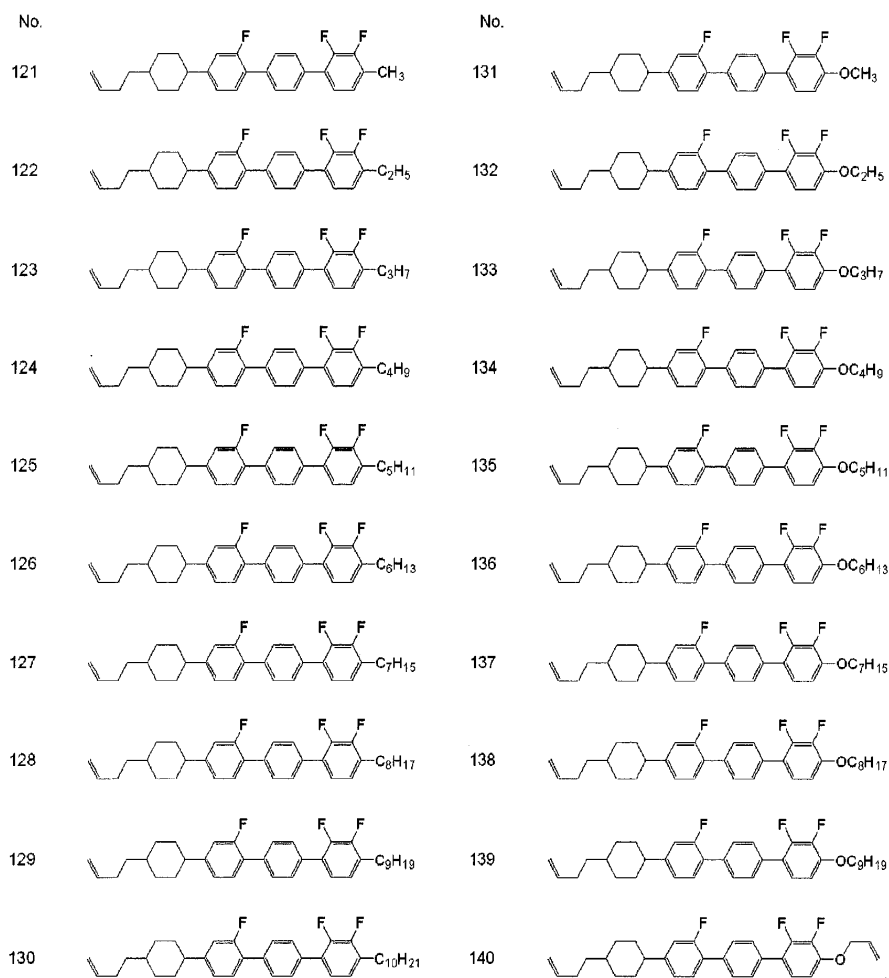 No. No.
F F F F F F
121 CH3 131 OCH3
F F F F F F
122 C2H5 132 OC2H5
F F F F F F
123 C3H7 133 OC3H7
F F F F F F
124 C4H9 134 OC4H9
F F F F F F
125 C5H11 135 OC5H11
F F F F F F
126 C6H13 136 OC6H13
F F F F F F
127 C7H15 137 OC7H15
F F F F F F
128 C8H17 138 OC8H17
F F F F F F
129 C9H19 139 OC9H19
F F F F F F
130 C10H21 140 O